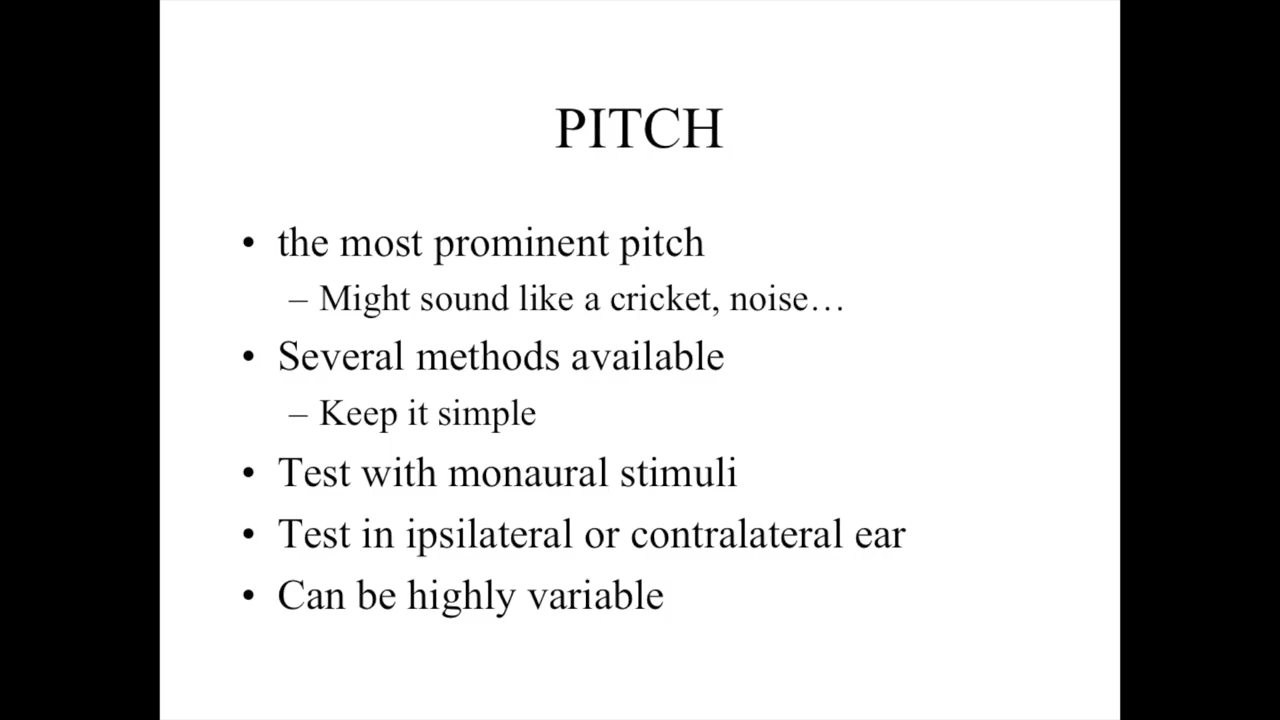 PITCH
• the most prominent pitch
– Might sound like a cricket, noise…
• Several methods available
– Keep it simple
• Test with monaural stimuli
• Test in ipsilateral or contralateral ear
• Can be highly variable